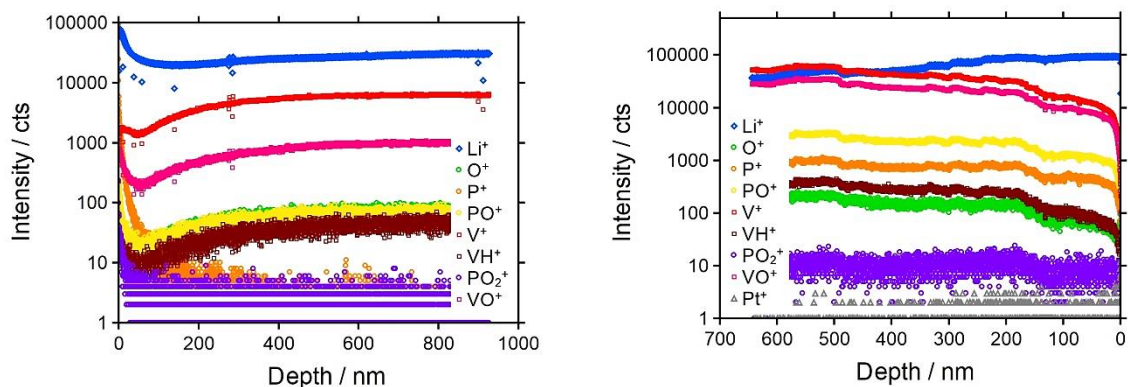 100000
10000
1000
100
10
1
Intensity / cts
0 200 400 600 800 1000
Depth / nm
Li⁺
O⁺
P⁺
PO⁺
V⁺
VH⁺
PO₂⁺
VO⁺
100000
10000
1000
100
10
1
Intensity / cts
700 600 500 400 300 200 100 0
Depth / nm
Li⁺
O⁺
P⁺
PO⁺
V⁺
VH⁺
PO₂⁺
VO⁺
Pt⁺